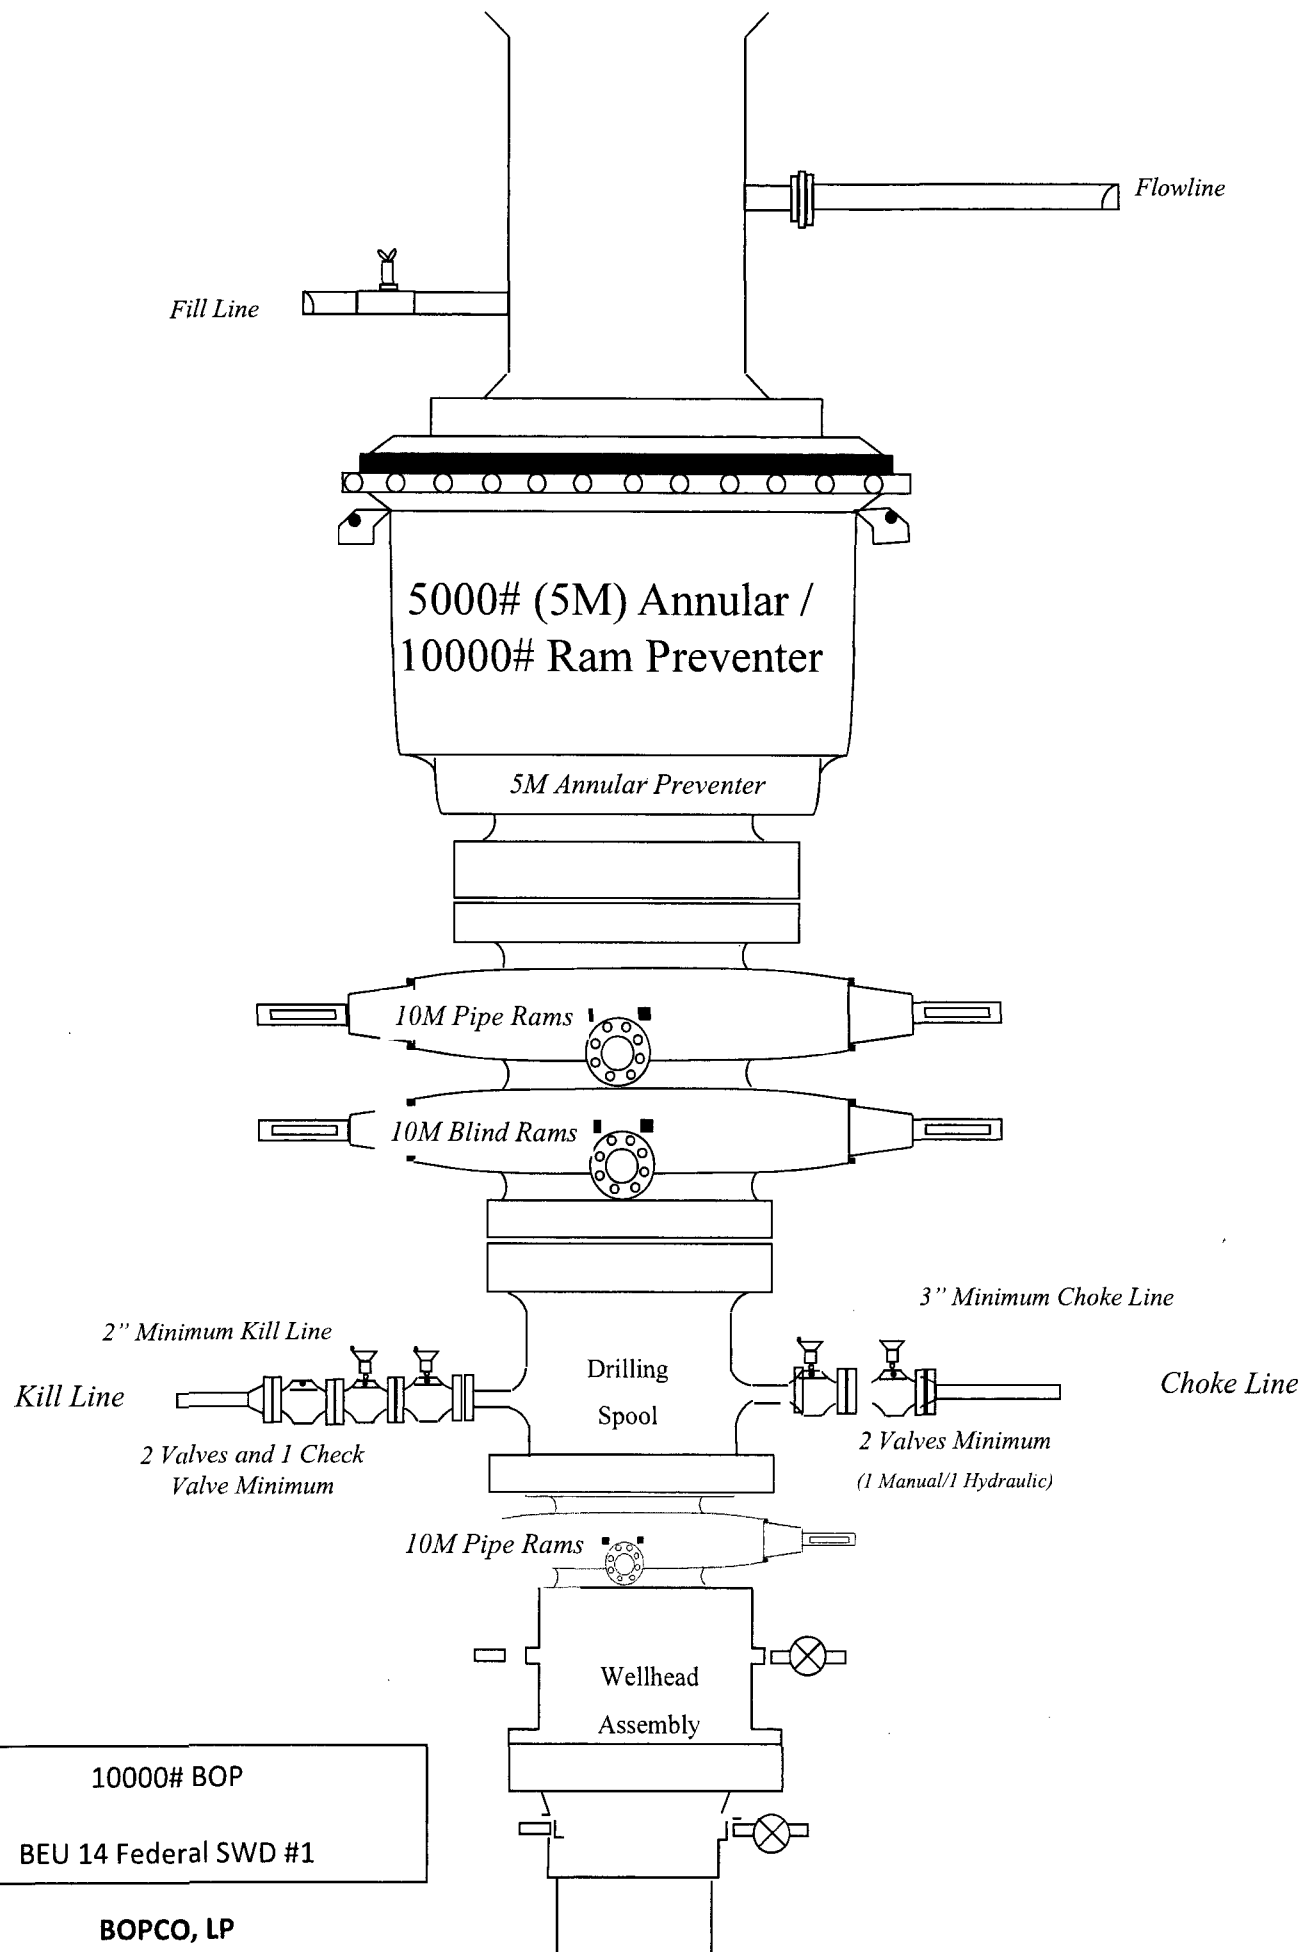 Flowline
Fill Line
5000# (5M) Annular /
10000# Ram Preventer
5M Annular Preventer
10M Pipe Rams
10M Blind Rams
3” Minimum Choke Line
2” Minimum Kill Line
Drilling
Spool
Kill Line
Choke Line
2 Valves and 1 Check
Valve Minimum
2 Valves Minimum
(1 Manual/1 Hydraulic)
10M Pipe Rams
Wellhead
Assembly
10000# BOP
BEU 14 Federal SWD #1
BOPCO, LP